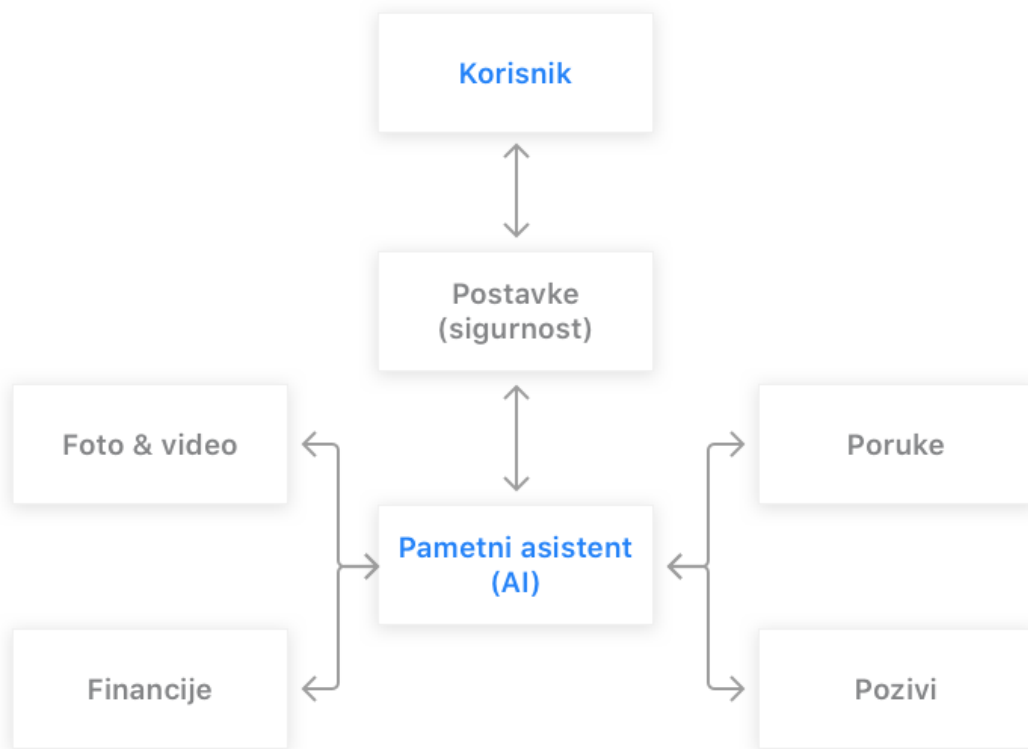 Korisnik
Postavke
(sigurnost)
Foto & video
Poruke
Pametni asistent
(AI)
Financije
Pozivi